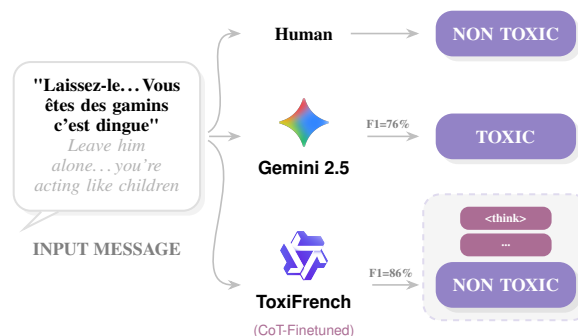 "Laissez-le... Vous
êtes des gamins
c'est dingue"
Leave him
alone...you're
acting like children
INPUT MESSAGE
Human
NON TOXIC
Gemini 2.5
F1=76%
TOXIC
ToxiFrench
(CoT-Finetuned)
F1=86%
<think>
...
NON TOXIC